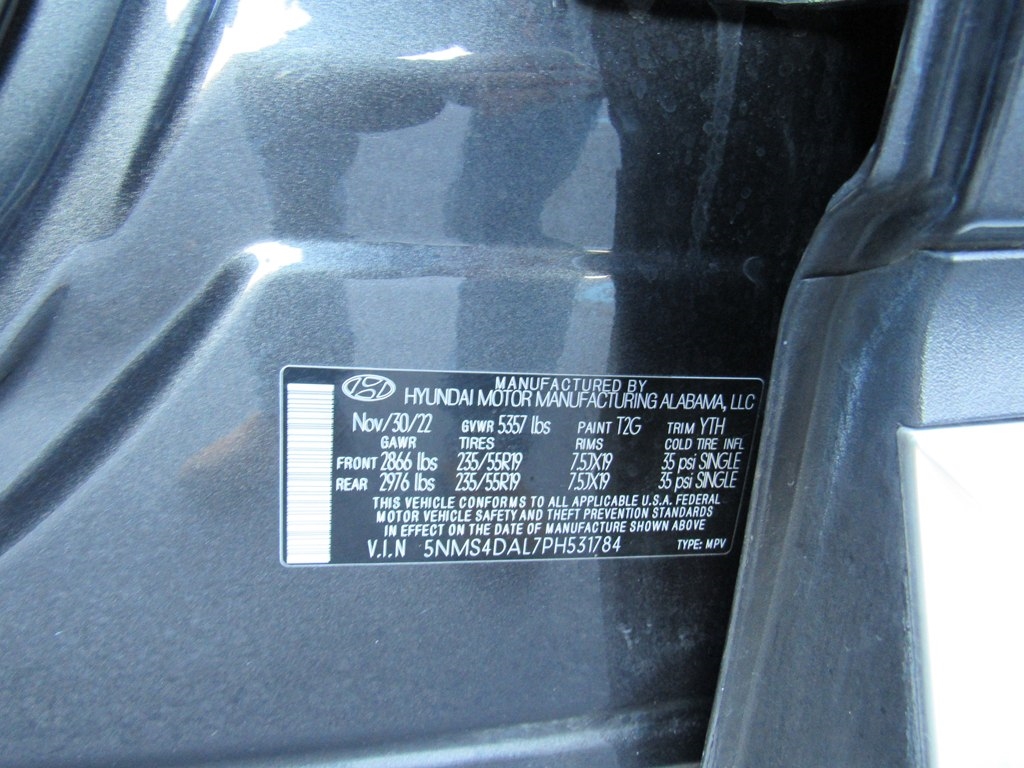 MANUFACTURED BY
HYUNDAI MOTOR MANUFACTURING ALABAMA, LLC
Nov/30/22 GVWR 5357 lbs PAINT T2G TRIM YTH
GAWR TIRES RIMS COLD TIRE INFL
FRONT 2866 lbs 235/55R19 7.5JX19 35 psi SINGLE
REAR 2976 lbs 235/55R19 7.5JX19 35 psi SINGLE
THIS VEHICLE CONFORMS TO ALL APPLICABLE U.S.A. FEDERAL
MOTOR VEHICLE SAFETY AND THEFT PREVENTION STANDARDS
IN EFFECT ON THE DATE OF MANUFACTURE SHOWN ABOVE
V.I.N 5NMS4DAL7PH531784 TYPE: MPV